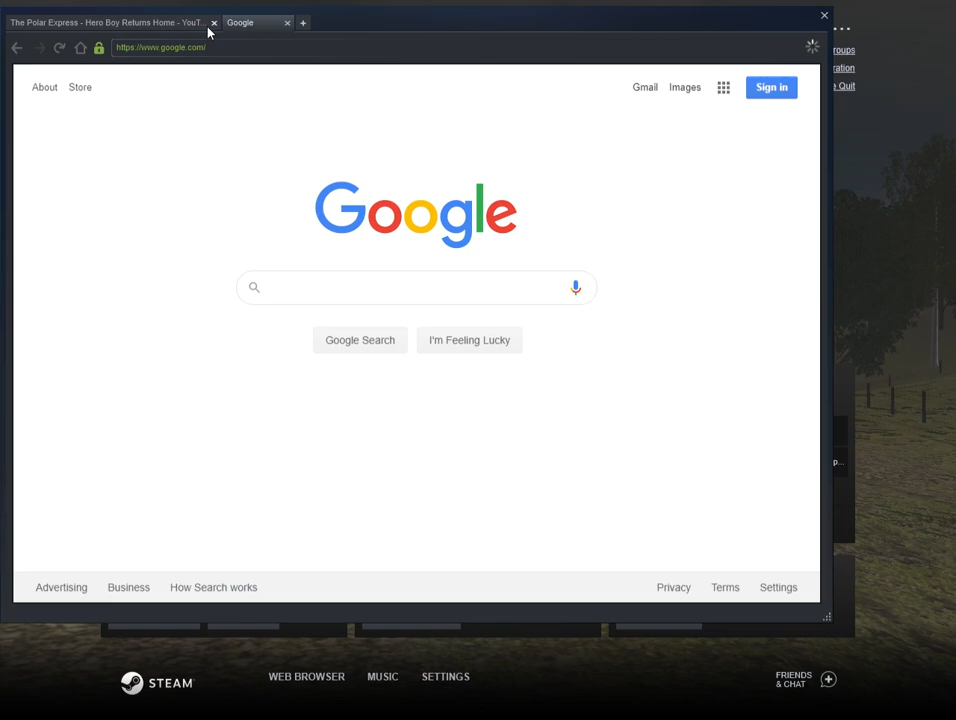 The Polar Express - Hero Boy Returns Home - YouT...
Google
https://www.google.com/
About Store
Gmail Images Sign in
Google
Google Search I'm Feeling Lucky
Advertising Business How Search works
Privacy Terms Settings
Quit
STEAM
WEB BROWSER MUSIC SETTINGS
FRIENDS
& CHAT